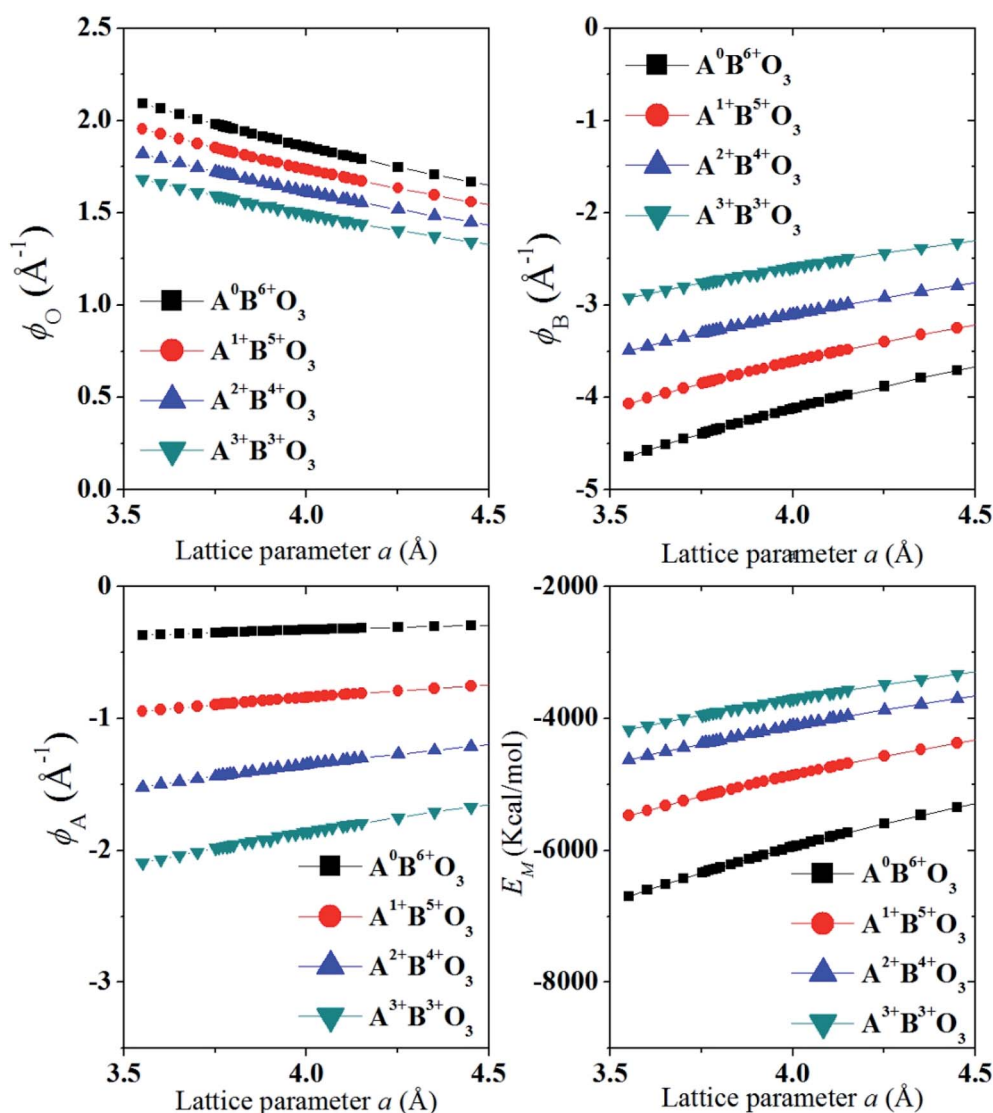 2.5
2.0
1.5
1.0
0.5
0.0
ϕO (Å-1)
A0B6+O3
A1+B5+O3
A2+B4+O3
A3+B3+O3
3.5 4.0 4.5
Lattice parameter a (Å)
0
-1
-2
-3
-4
-5
ϕB (Å-1)
A0B6+O3
A1+B5+O3
A2+B4+O3
A3+B3+O3
3.5 4.0 4.5
Lattice parameter a (Å)
0
-1
-2
-3
ϕA (Å-1)
A0B6+O3
A1+B5+O3
A2+B4+O3
A3+B3+O3
3.5 4.0 4.5
Lattice parameter a (Å)
-2000
-4000
-6000
-8000
EM (Kcal/mol)
A0B6+O3
A1+B5+O3
A2+B4+O3
A3+B3+O3
3.5 4.0 4.5
Lattice parameter a (Å)